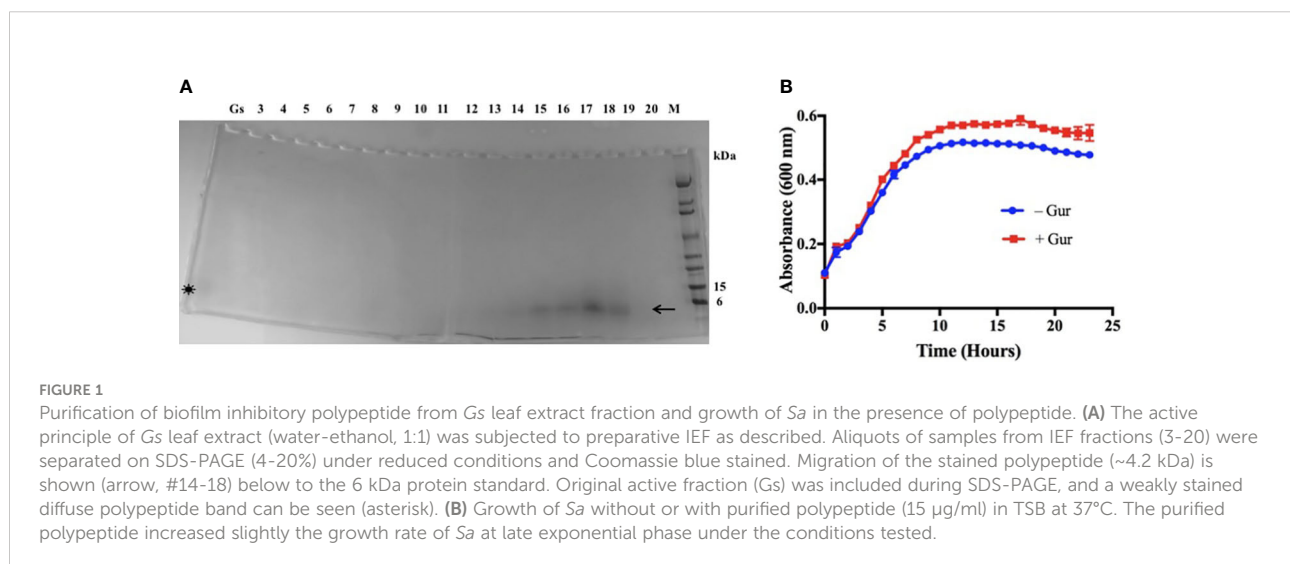 A
Gs 3 4 5 6 7 8 9 10 11 12 13 14 15 16 17 18 19 20 M
kDa
15
6
B
Absorbance (600 nm)
0.6
0.4
0.2
0.0
– Gur
+ Gur
0 5 10 15 20 25
Time (Hours)
FIGURE 1
Purification of biofilm inhibitory polypeptide from Gs leaf extract fraction and growth of Sa in the presence of polypeptide. (A) The active
principle of Gs leaf extract (water-ethanol, 1:1) was subjected to preparative IEF as described. Aliquots of samples from IEF fractions (3-20) were
separated on SDS-PAGE (4-20%) under reduced conditions and Coomassie blue stained. Migration of the stained polypeptide (~4.2 kDa) is
shown (arrow, #14-18) below to the 6 kDa protein standard. Original active fraction (Gs) was included during SDS-PAGE, and a weakly stained
diffuse polypeptide band can be seen (asterisk). (B) Growth of Sa without or with purified polypeptide (15 µg/ml) in TSB at 37°C. The purified
polypeptide increased slightly the growth rate of Sa at late exponential phase under the conditions tested.